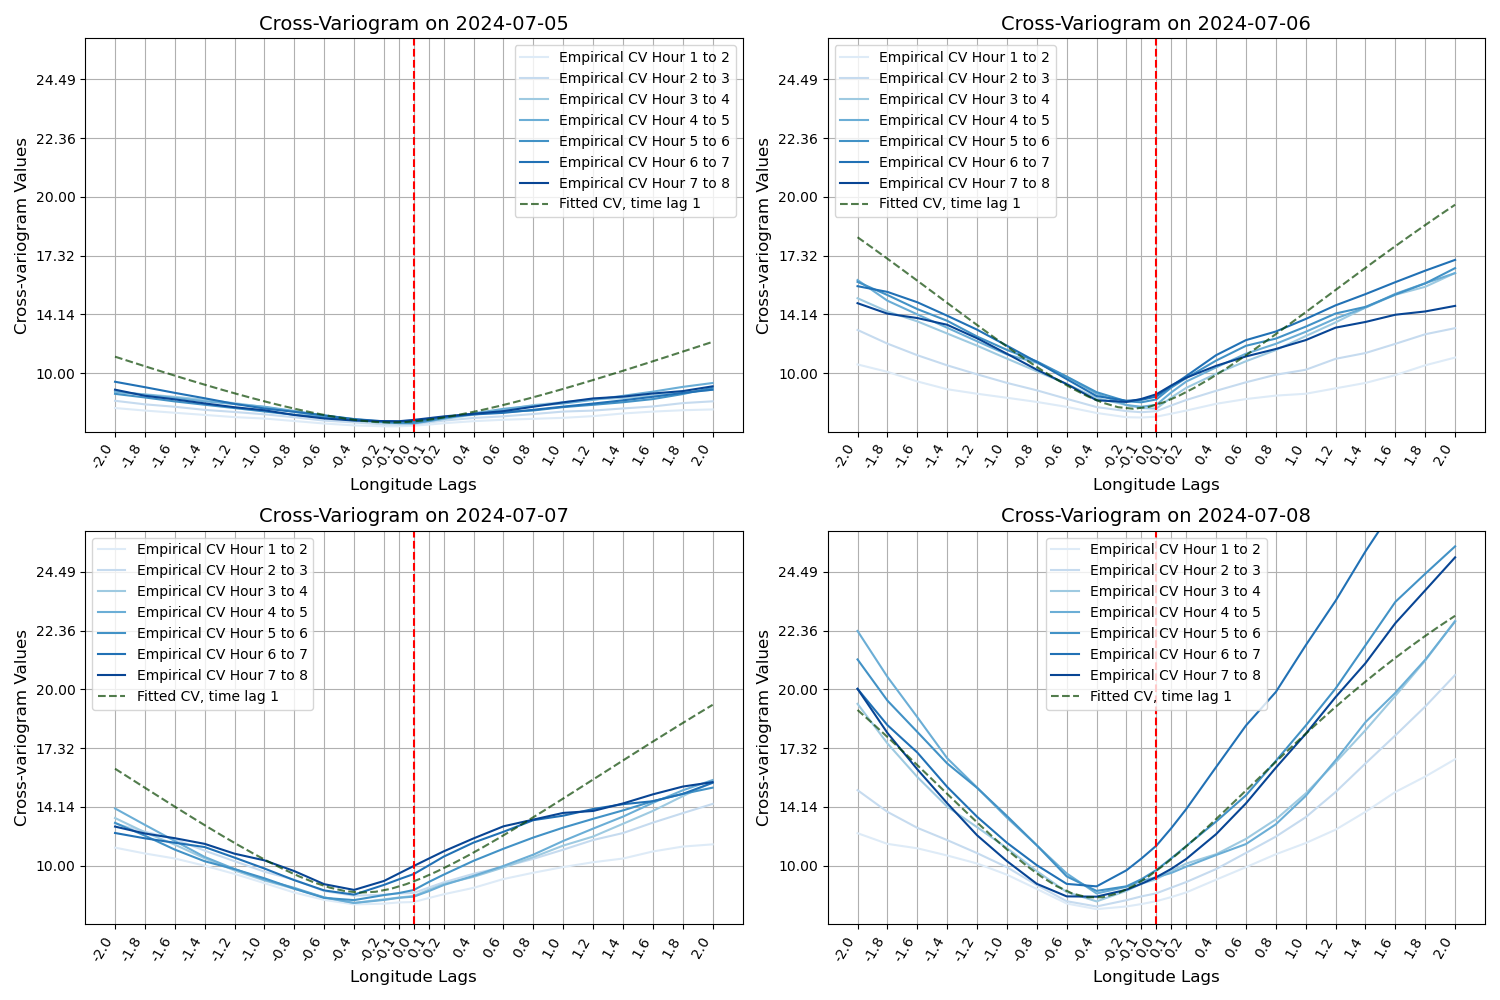 Cross-Variogram on 2024-07-05
Cross-variogram Values
24.49
22.36
20.00
17.32
14.14
10.00
Empirical CV Hour 1 to 2
Empirical CV Hour 2 to 3
Empirical CV Hour 3 to 4
Empirical CV Hour 4 to 5
Empirical CV Hour 5 to 6
Empirical CV Hour 6 to 7
Empirical CV Hour 7 to 8
Fitted CV, time lag 1
-2.0 -1.8 -1.6 -1.4 -1.2 -1.0 -0.8 -0.6 -0.4 -0.2 -0.1 0.0 0.1 0.2 0.4 0.6 0.8 1.0 1.2 1.4 1.6 1.8 2.0
Longitude Lags
Cross-Variogram on 2024-07-06
Cross-variogram Values
24.49
22.36
20.00
17.32
14.14
10.00
Empirical CV Hour 1 to 2
Empirical CV Hour 2 to 3
Empirical CV Hour 3 to 4
Empirical CV Hour 4 to 5
Empirical CV Hour 5 to 6
Empirical CV Hour 6 to 7
Empirical CV Hour 7 to 8
Fitted CV, time lag 1
-2.0 -1.8 -1.6 -1.4 -1.2 -1.0 -0.8 -0.6 -0.4 -0.2 -0.1 0.0 0.1 0.2 0.4 0.6 0.8 1.0 1.2 1.4 1.6 1.8 2.0
Longitude Lags
Cross-Variogram on 2024-07-07
Cross-variogram Values
24.49
22.36
20.00
17.32
14.14
10.00
Empirical CV Hour 1 to 2
Empirical CV Hour 2 to 3
Empirical CV Hour 3 to 4
Empirical CV Hour 4 to 5
Empirical CV Hour 5 to 6
Empirical CV Hour 6 to 7
Empirical CV Hour 7 to 8
Fitted CV, time lag 1
-2.0 -1.8 -1.6 -1.4 -1.2 -1.0 -0.8 -0.6 -0.4 -0.2 -0.1 0.0 0.1 0.2 0.4 0.6 0.8 1.0 1.2 1.4 1.6 1.8 2.0
Longitude Lags
Cross-Variogram on 2024-07-08
Cross-variogram Values
24.49
22.36
20.00
17.32
14.14
10.00
Empirical CV Hour 1 to 2
Empirical CV Hour 2 to 3
Empirical CV Hour 3 to 4
Empirical CV Hour 4 to 5
Empirical CV Hour 5 to 6
Empirical CV Hour 6 to 7
Empirical CV Hour 7 to 8
Fitted CV, time lag 1
-2.0 -1.8 -1.6 -1.4 -1.2 -1.0 -0.8 -0.6 -0.4 -0.2 -0.1 0.0 0.1 0.2 0.4 0.6 0.8 1.0 1.2 1.4 1.6 1.8 2.0
Longitude Lags